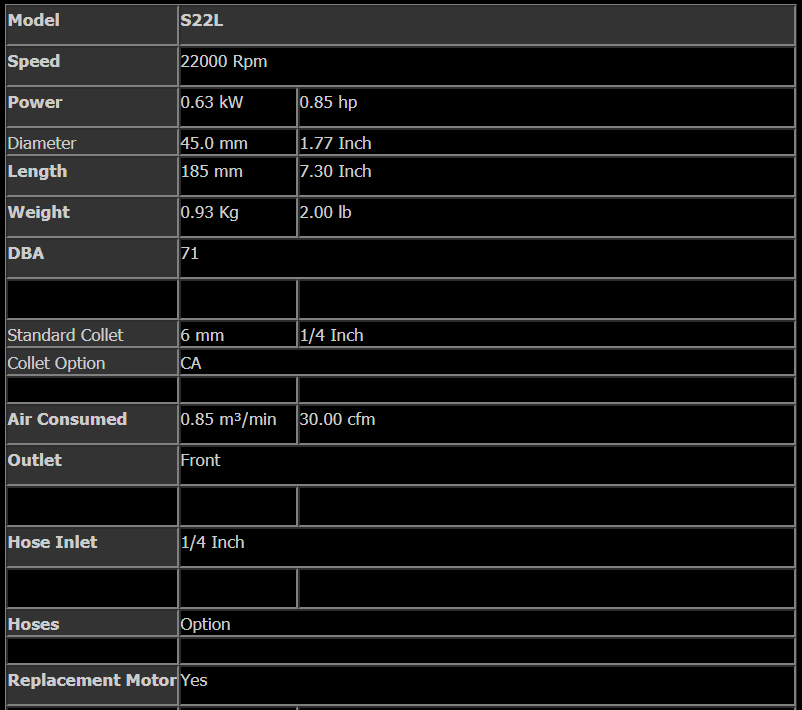 Model S22L
Speed 22000 Rpm
Power 0.63 kW 0.85 hp
Diameter 45.0 mm 1.77 Inch
Length 185 mm 7.30 Inch
Weight 0.93 Kg 2.00 lb
DBA 71
Standard Collet 6 mm 1/4 Inch
Collet Option CA
Air Consumed 0.85 m³/min 30.00 cfm
Outlet Front
Hose Inlet 1/4 Inch
Hoses Option
Replacement Motor Yes